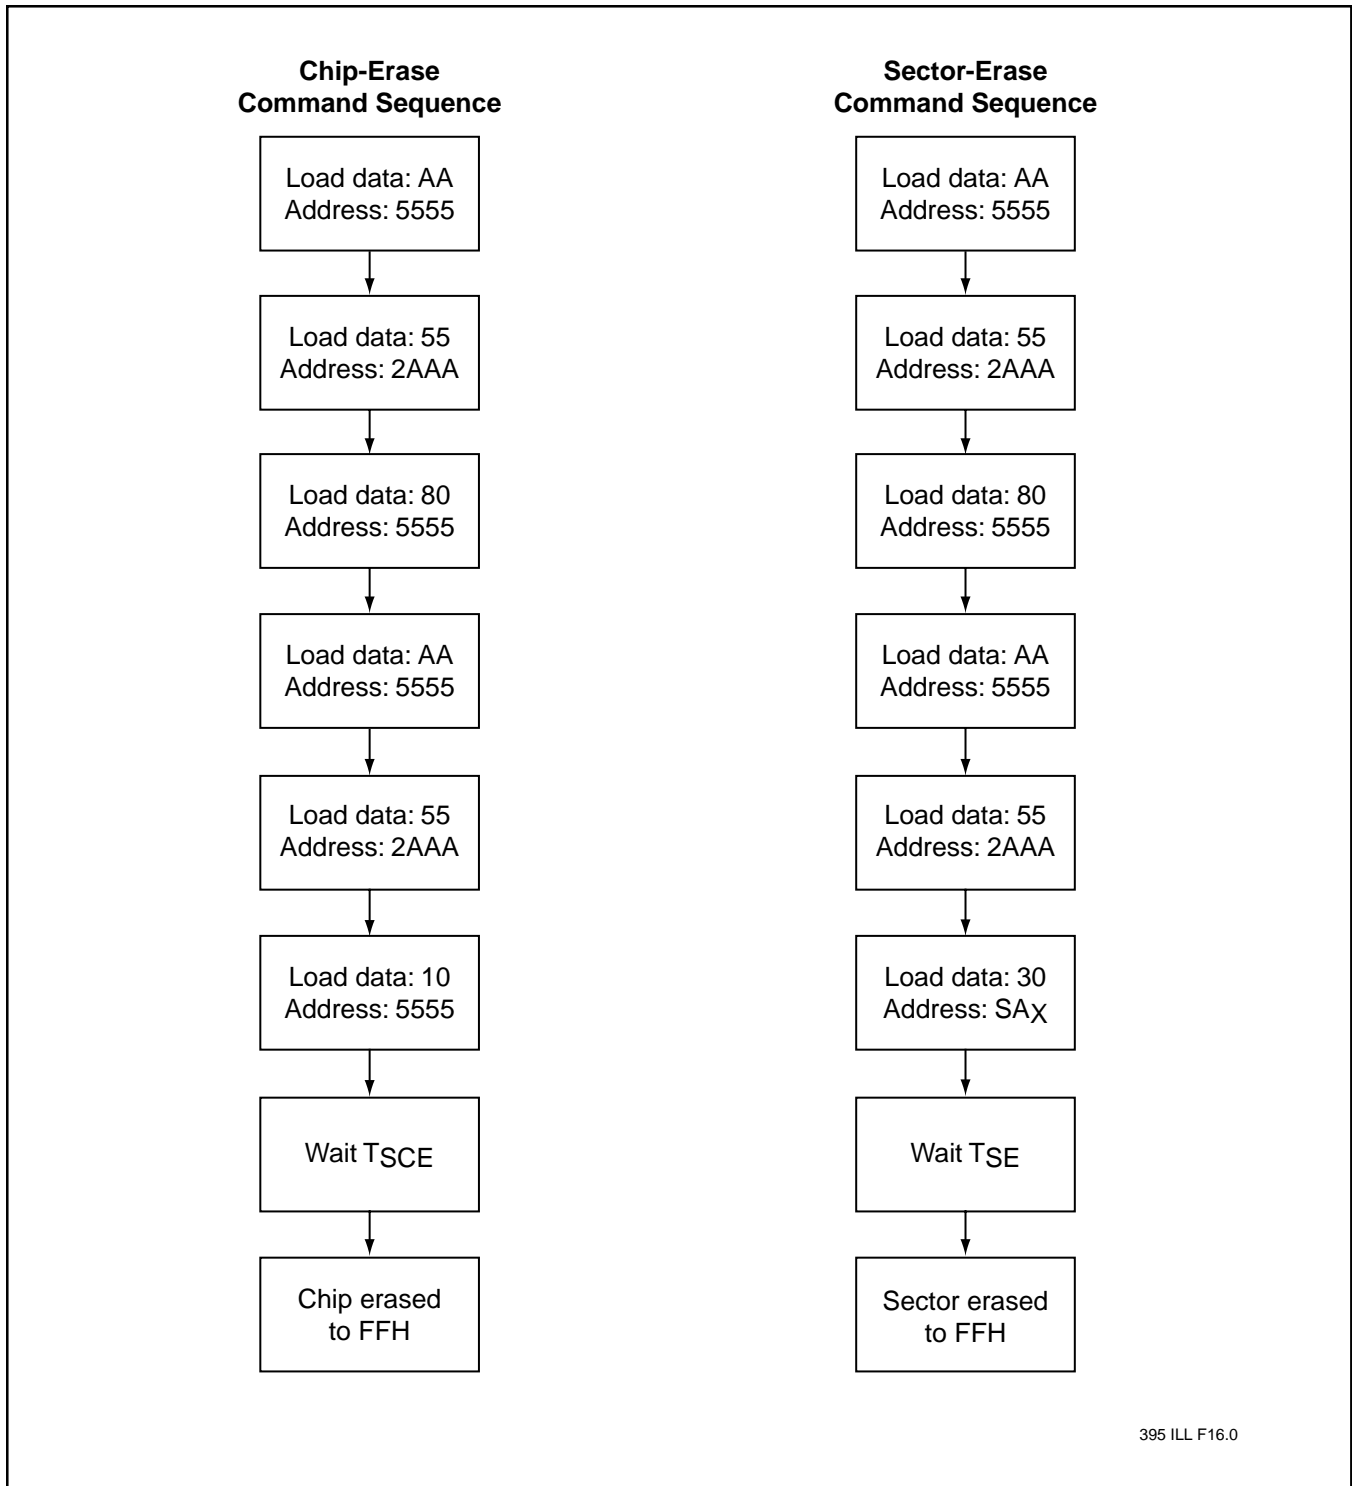 Chip-Erase
Command Sequence
Load data: AA
Address: 5555
Load data: 55
Address: 2AAA
Load data: 80
Address: 5555
Load data: AA
Address: 5555
Load data: 55
Address: 2AAA
Load data: 10
Address: 5555
Wait TSCE
Chip erased
to FFH
Sector-Erase
Command Sequence
Load data: AA
Address: 5555
Load data: 55
Address: 2AAA
Load data: 80
Address: 5555
Load data: AA
Address: 5555
Load data: 55
Address: 2AAA
Load data: 30
Address: SAX
Wait TSE
Sector erased
to FFH
395 ILL F16.0